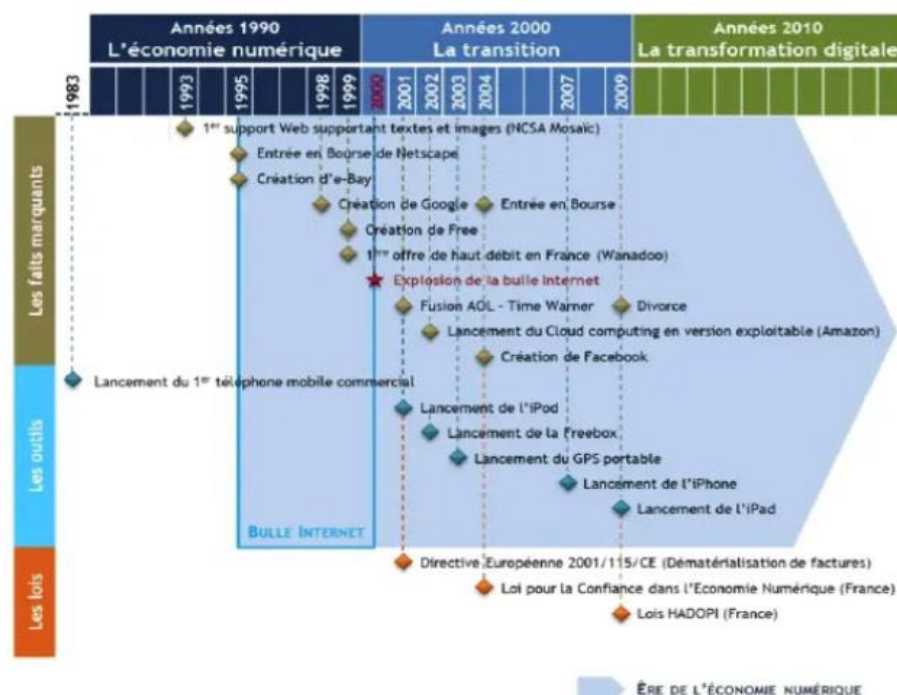 Années 1990
L'économie numérique
Années 2000
La transition
Années 2010
La transformation digitale
1983
1993
1995
1998
1999
2000
2001
2002
2003
2004
2007
2009
Les faits marquants
1er support Web supportant textes et images (NCSA Mosaïc)
Entrée en Bourse de Netscape
Création d'e-Bay
Création de Google
Entrée en Bourse
Création de Free
1ère offre de haut débit en France (Wanadoo)
Explosion de la bulle internet
Fusion AOL - Time Warner
Divorce
Lancement du Cloud computing en version exploitable (Amazon)
Création de Facebook
Les outils
Lancement du 1er téléphone mobile commercial
Lancement de l'iPod
Lancement de la Freebox
Lancement du GPS portable
Lancement de l'iPhone
Lancement de l'iPad
BULLE INTERNET
Les lois
Directive Européenne 2001/115/CE (Dématérialisation de factures)
Loi pour la Confiance dans l'Economie Numérique (France)
Lois HADOPI (France)
ÈRE DE L'ÉCONOMIE NUMÉRIQUE